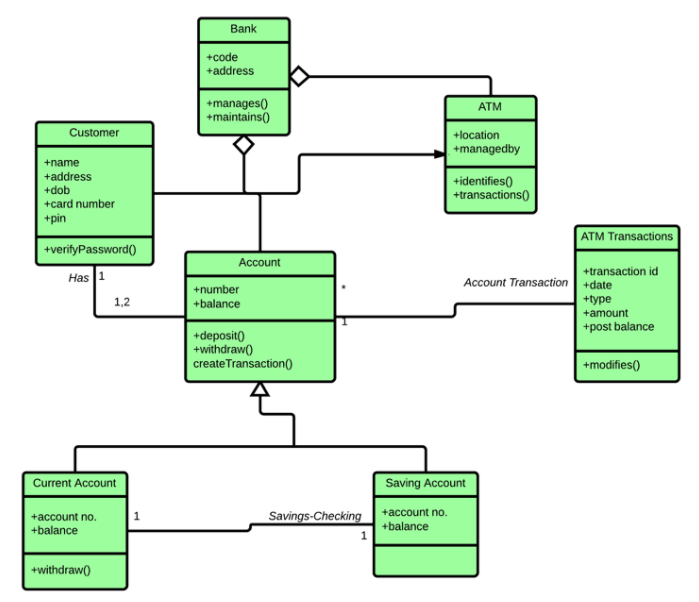 Bank
+code
+address
+manages()
+maintains()
ATM
+location
+managedby
+identifies()
+transactions()
Customer
+name
+address
+dob
+card number
+pin
+verifyPassword()
Has
1
1,2
Account
+number
+balance
+deposit()
+withdraw()
createTransaction()
*
1
Account Transaction
ATM Transactions
+transaction id
+date
+type
+amount
+post balance
+modifies()
Current Account
+account no.
+balance
+withdraw()
1
Savings-Checking
1
Saving Account
+account no.
+balance